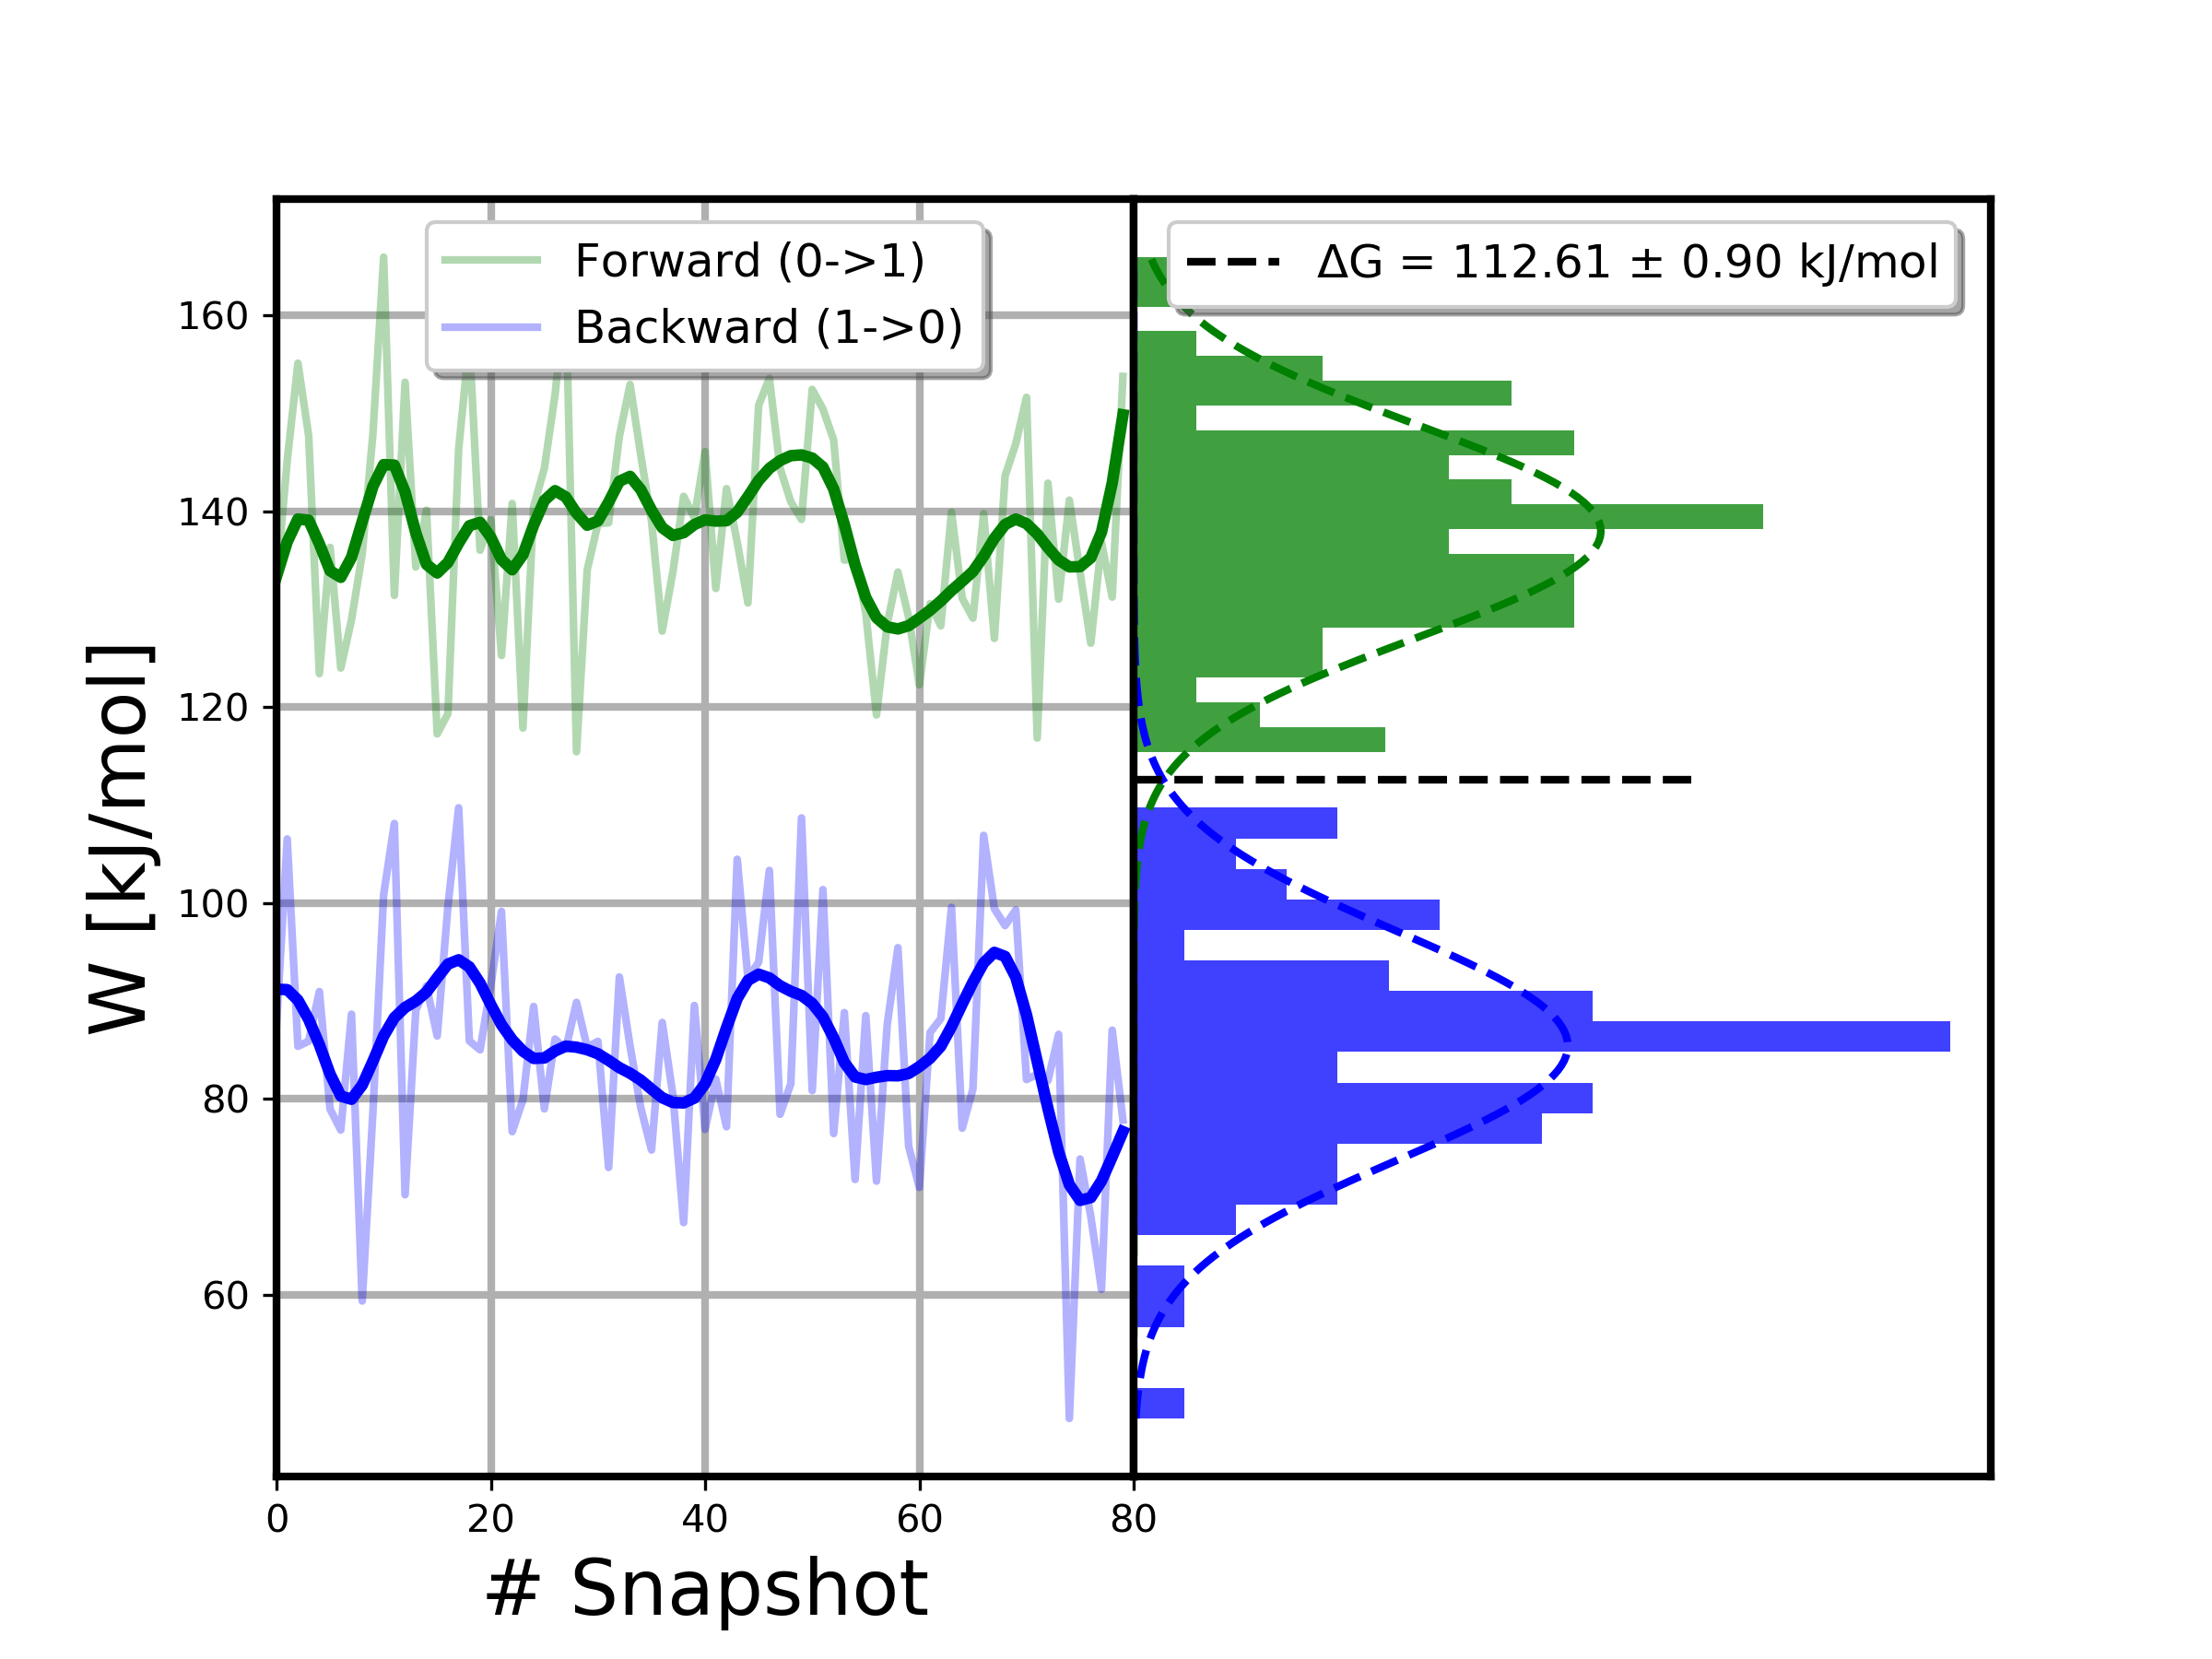 Forward (0->1)
Backward (1->0)
ΔG = 112.61 ± 0.90 kJ/mol
W [kJ/mol]
160
140
120
100
80
60
0 20 40 60 80
# Snapshot